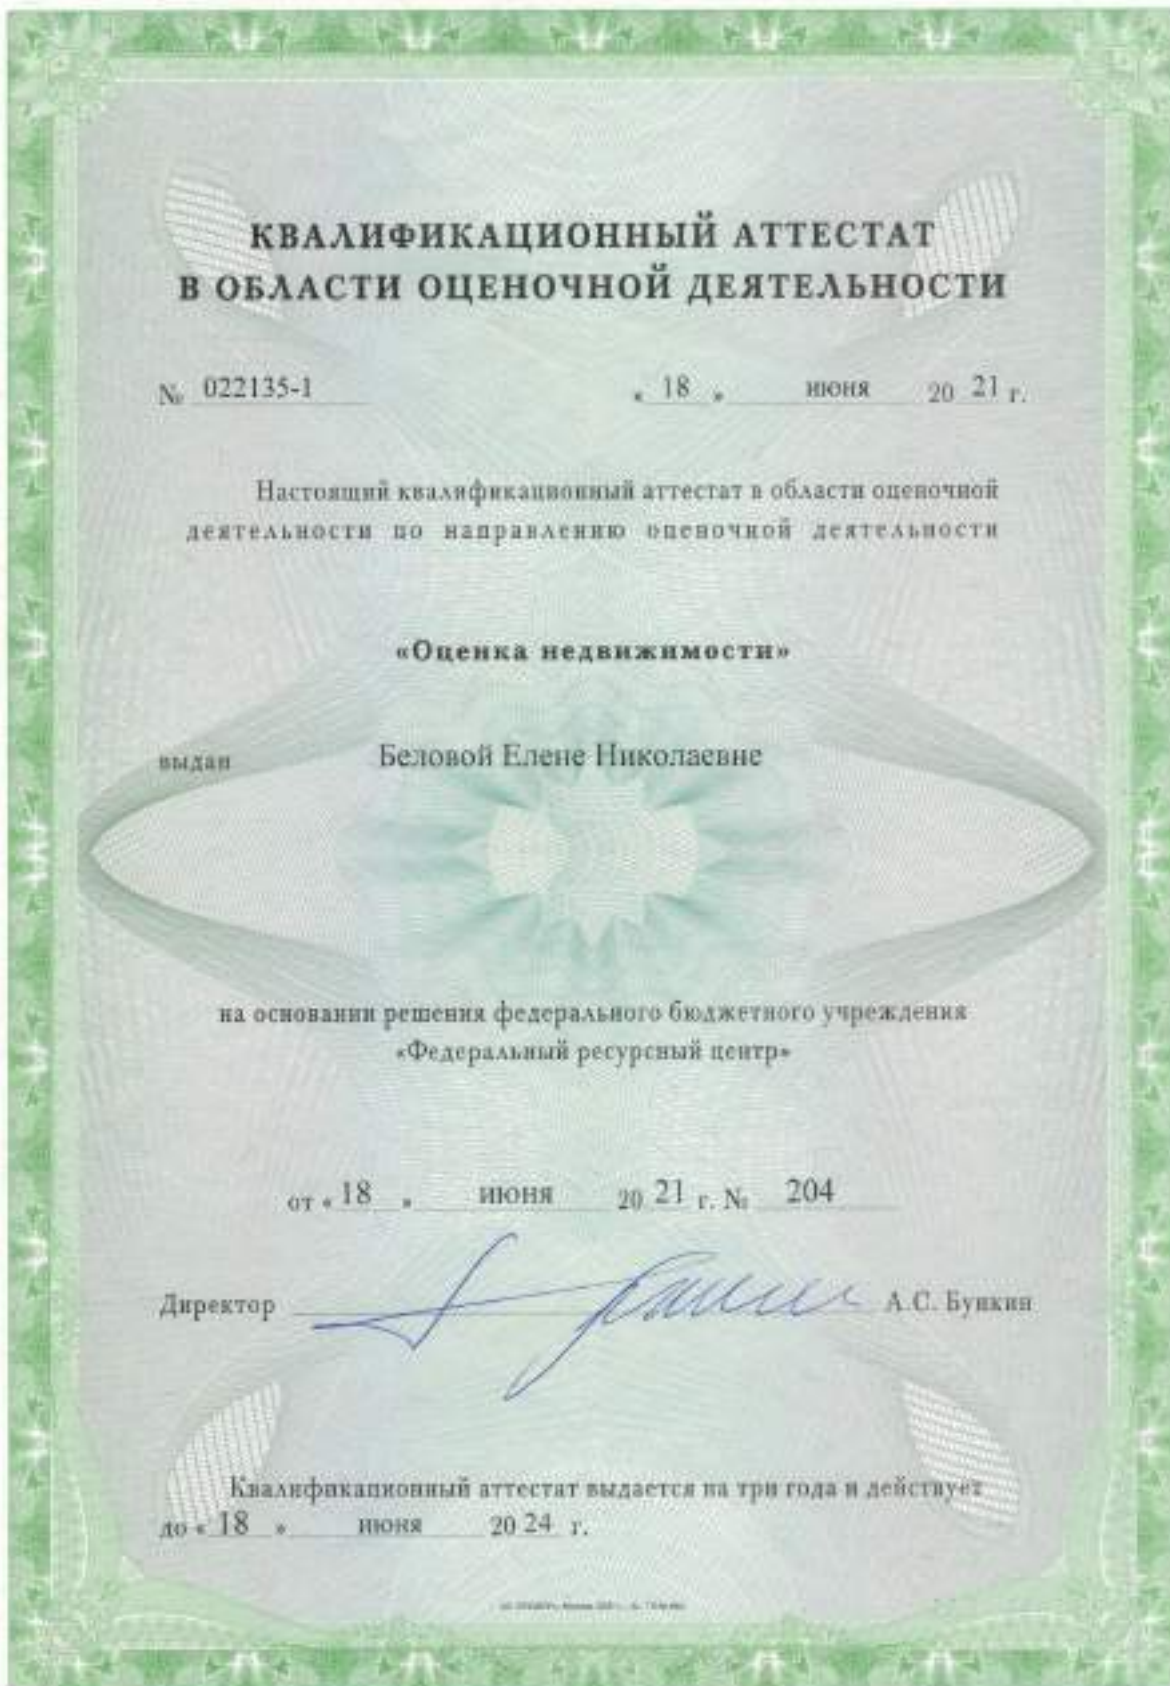 КВАЛИФИКАЦИОННЫЙ АТТЕСТАТ
В ОБЛАСТИ ОЦЕНОЧНОЙ ДЕЯТЕЛЬНОСТИ
№ 022135-1 « 18 » июня 20 21 г.
Настоящий квалификационный аттестат в области оценочной
деятельности по направлению оценочной деятельности
«Оценка недвижимости»
выдан Беловой Елене Николаевне
на основании решения федерального бюджетного учреждения
«Федеральный ресурсный центр»
от « 18 » июня 20 21 г. № 204
Директор А.С. Бункин
Квалификационный аттестат выдается на три года и действует
до « 18 » июня 20 24 г.